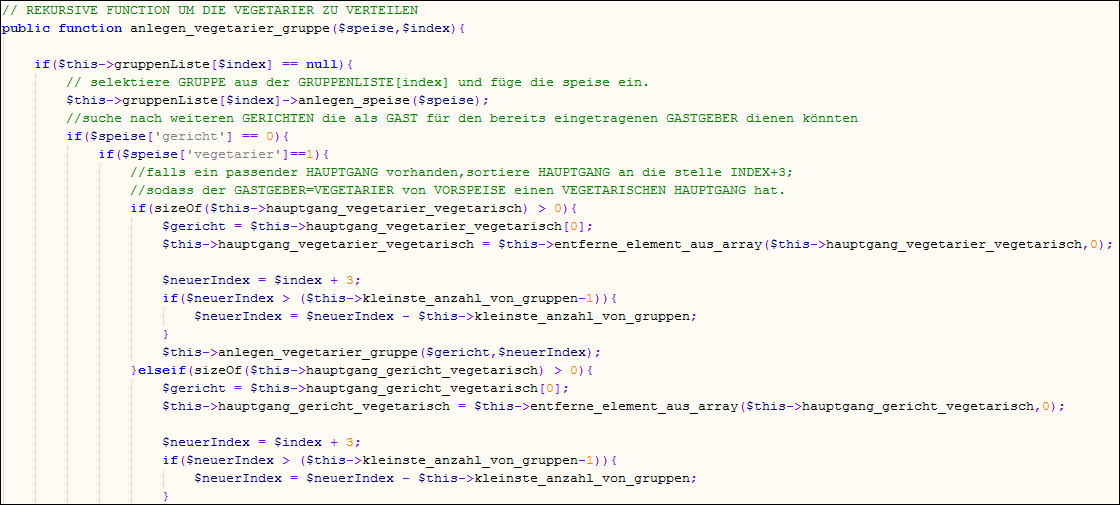 // REKURSIVE FUNCTION UM DIE VEGETARIER ZU VERTEILEN
public function anlegen_vegetarier_gruppe($speise,$index){
if($this->gruppenListe[$index] == null){
// selektiere GRUPPE aus der GRUPPENLISTE[index] und füge die speise ein.
$this->gruppenListe[$index]->anlegen_speise($speise);
//suche nach weiteren GERICHTEN die als GAST für den bereits eingetragenen GASTGEBER dienen könnten
if($speise['gericht'] == 0){
if($speise['vegetarier']==1){
//falls ein passender HAUPTGANG vorhanden,sortiere HAUPTGANG an die stelle INDEX+3;
//sodass der GASTGEBER=VEGETARIER von VORSPEISE einen VEGETARISCHEN HAUPTGANG hat.
if(sizeOf($this->hauptgang_vegetarier_vegetarisch) > 0){
$gericht = $this->hauptgang_vegetarier_vegetarisch[0];
$this->hauptgang_vegetarier_vegetarisch = $this->entferne_element_aus_array($this->hauptgang_vegetarier_vegetarisch,0);
$neuerIndex = $index + 3;
if($neuerIndex > ($this->kleinste_anzahl_von_gruppen-1)){
$neuerIndex = $neuerIndex - $this->kleinste_anzahl_von_gruppen;
}
$this->anlegen_vegetarier_gruppe($gericht,$neuerIndex);
}elseif(sizeOf($this->hauptgang_gericht_vegetarisch) > 0){
$gericht = $this->hauptgang_gericht_vegetarisch[0];
$this->hauptgang_gericht_vegetarisch = $this->entferne_element_aus_array($this->hauptgang_gericht_vegetarisch,0);
$neuerIndex = $index + 3;
if($neuerIndex > ($this->kleinste_anzahl_von_gruppen-1)){
$neuerIndex = $neuerIndex - $this->kleinste_anzahl_von_gruppen;
}